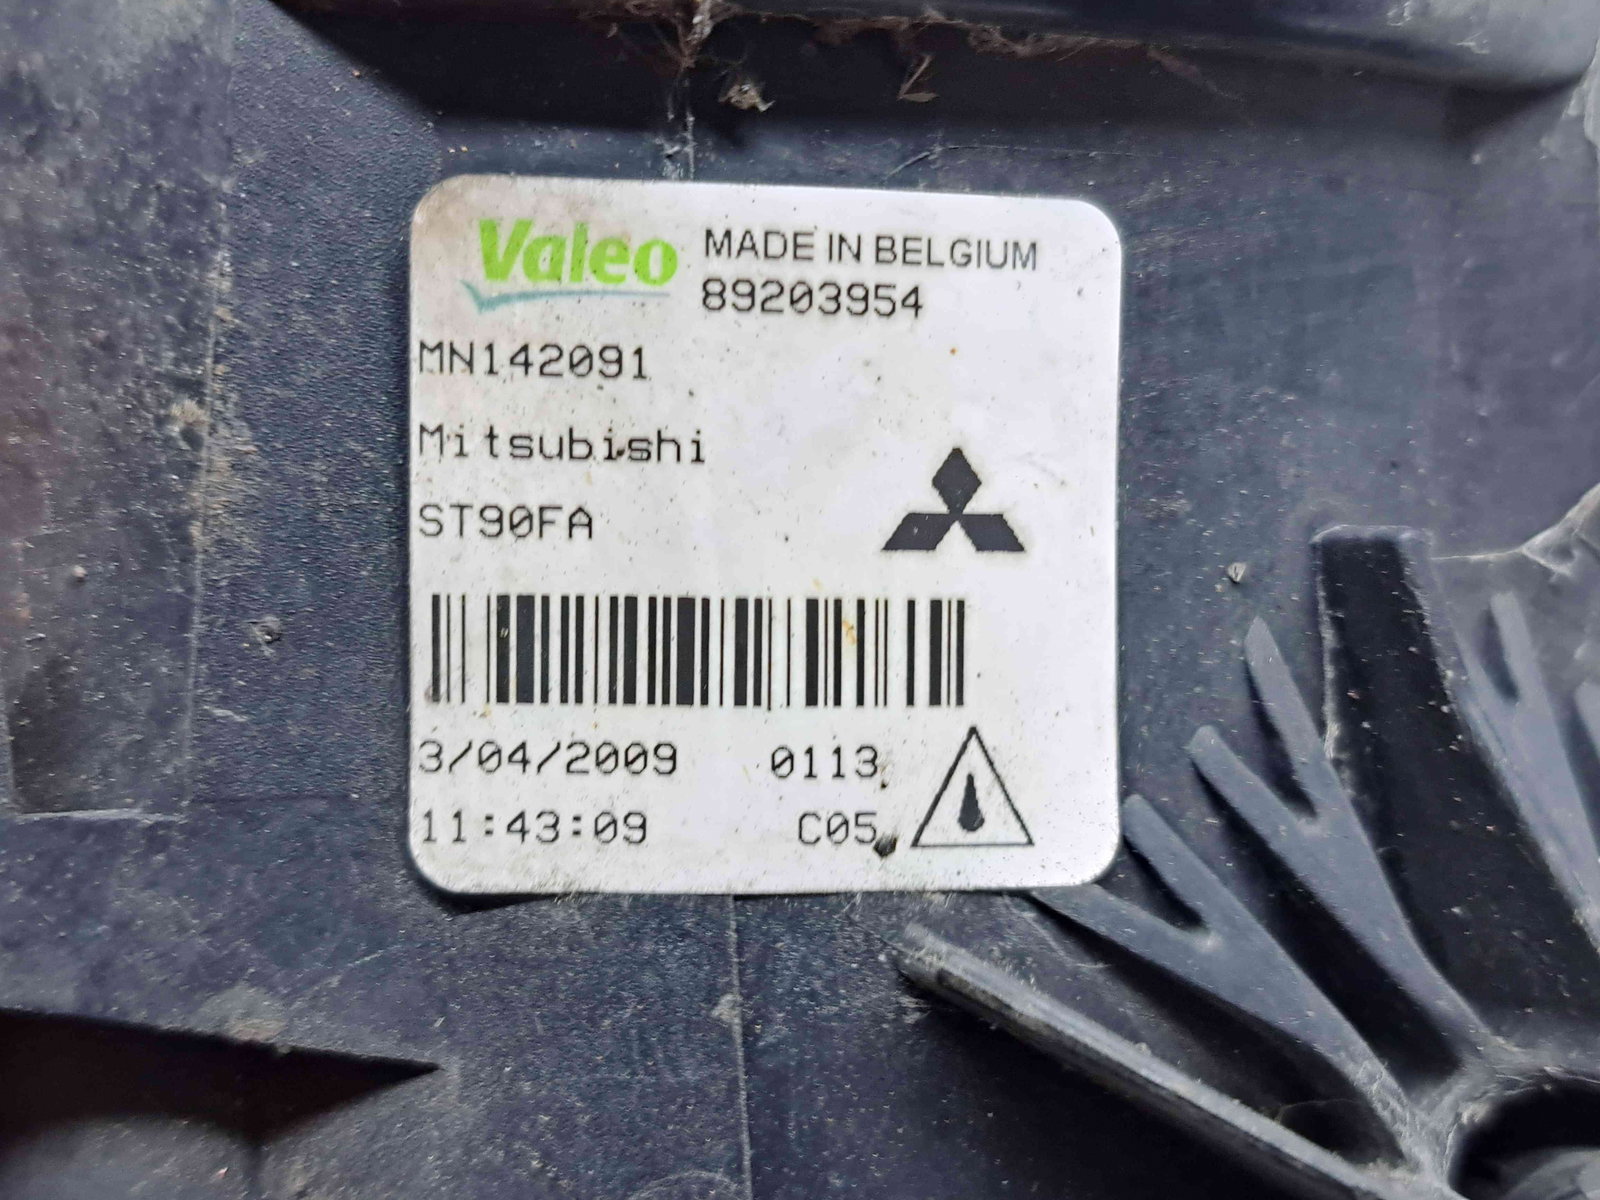 Valeo MADE IN BELGIUM
89203954
MN142091
Mitsubishi
ST90FA
3/04/2009 0113
11:43:09 C05